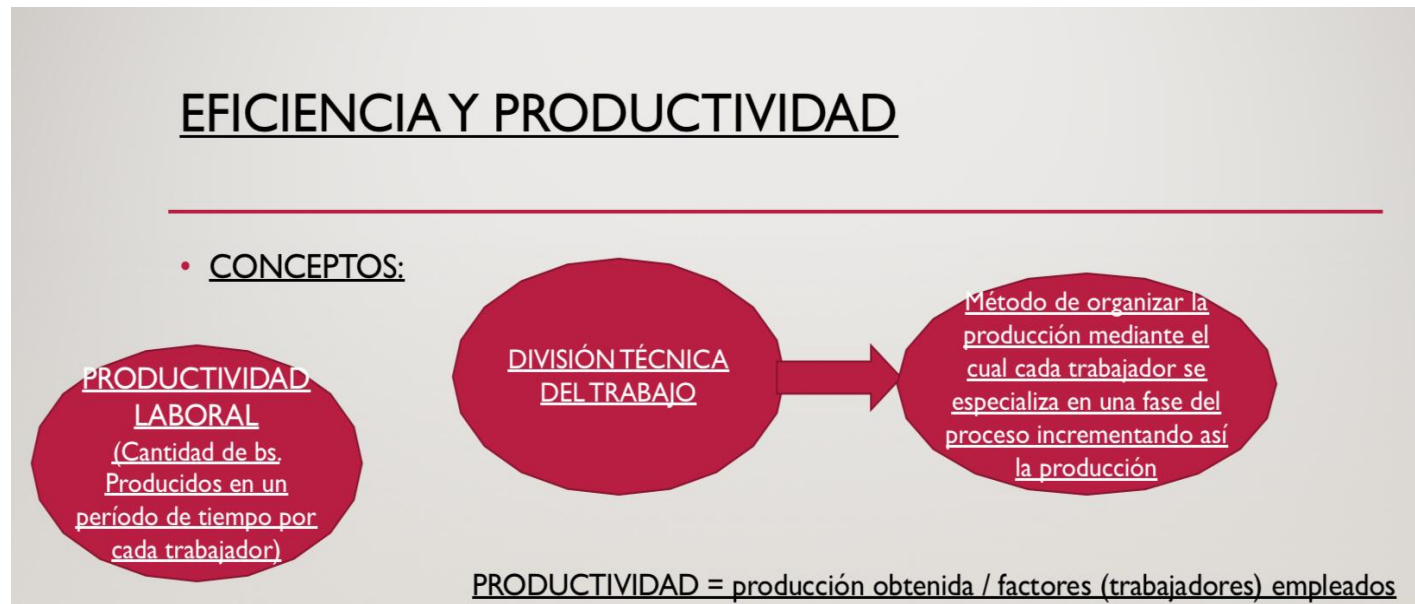 EFICIENCIA Y PRODUCTIVIDAD
• CONCEPTOS:
PRODUCTIVIDAD
LABORAL
(Cantidad de bs.
Producidos en un
período de tiempo por
cada trabajador)
DIVISIÓN TÉCNICA
DEL TRABAJO
Método de organizar la
producción mediante el
cual cada trabajador se
especializa en una fase del
proceso incrementando así
la producción
PRODUCTIVIDAD = producción obtenida / factores (trabajadores) empleados